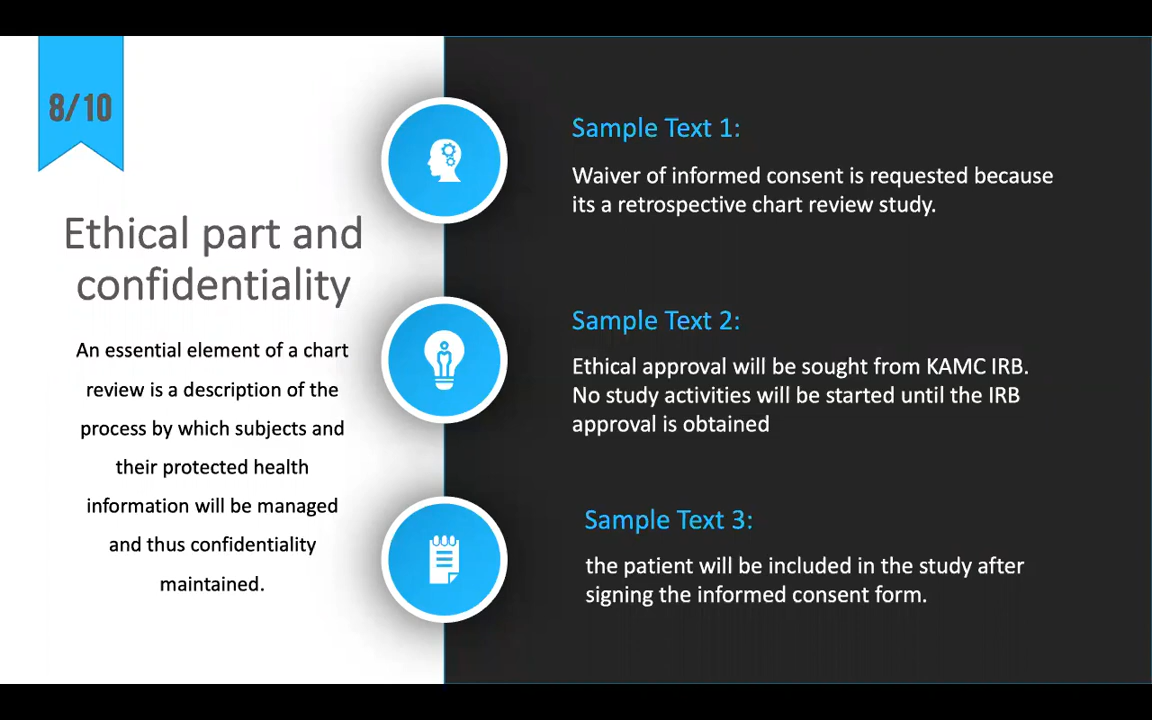 8/10
Ethical part and
confidentiality
An essential element of a chart
review is a description of the
process by which subjects and
their protected health
information will be managed
and thus confidentiality
maintained.
Sample Text 1:
Waiver of informed consent is requested because
its a retrospective chart review study.
Sample Text 2:
Ethical approval will be sought from KAMC IRB.
No study activities will be started until the IRB
approval is obtained
Sample Text 3:
the patient will be included in the study after
signing the informed consent form.